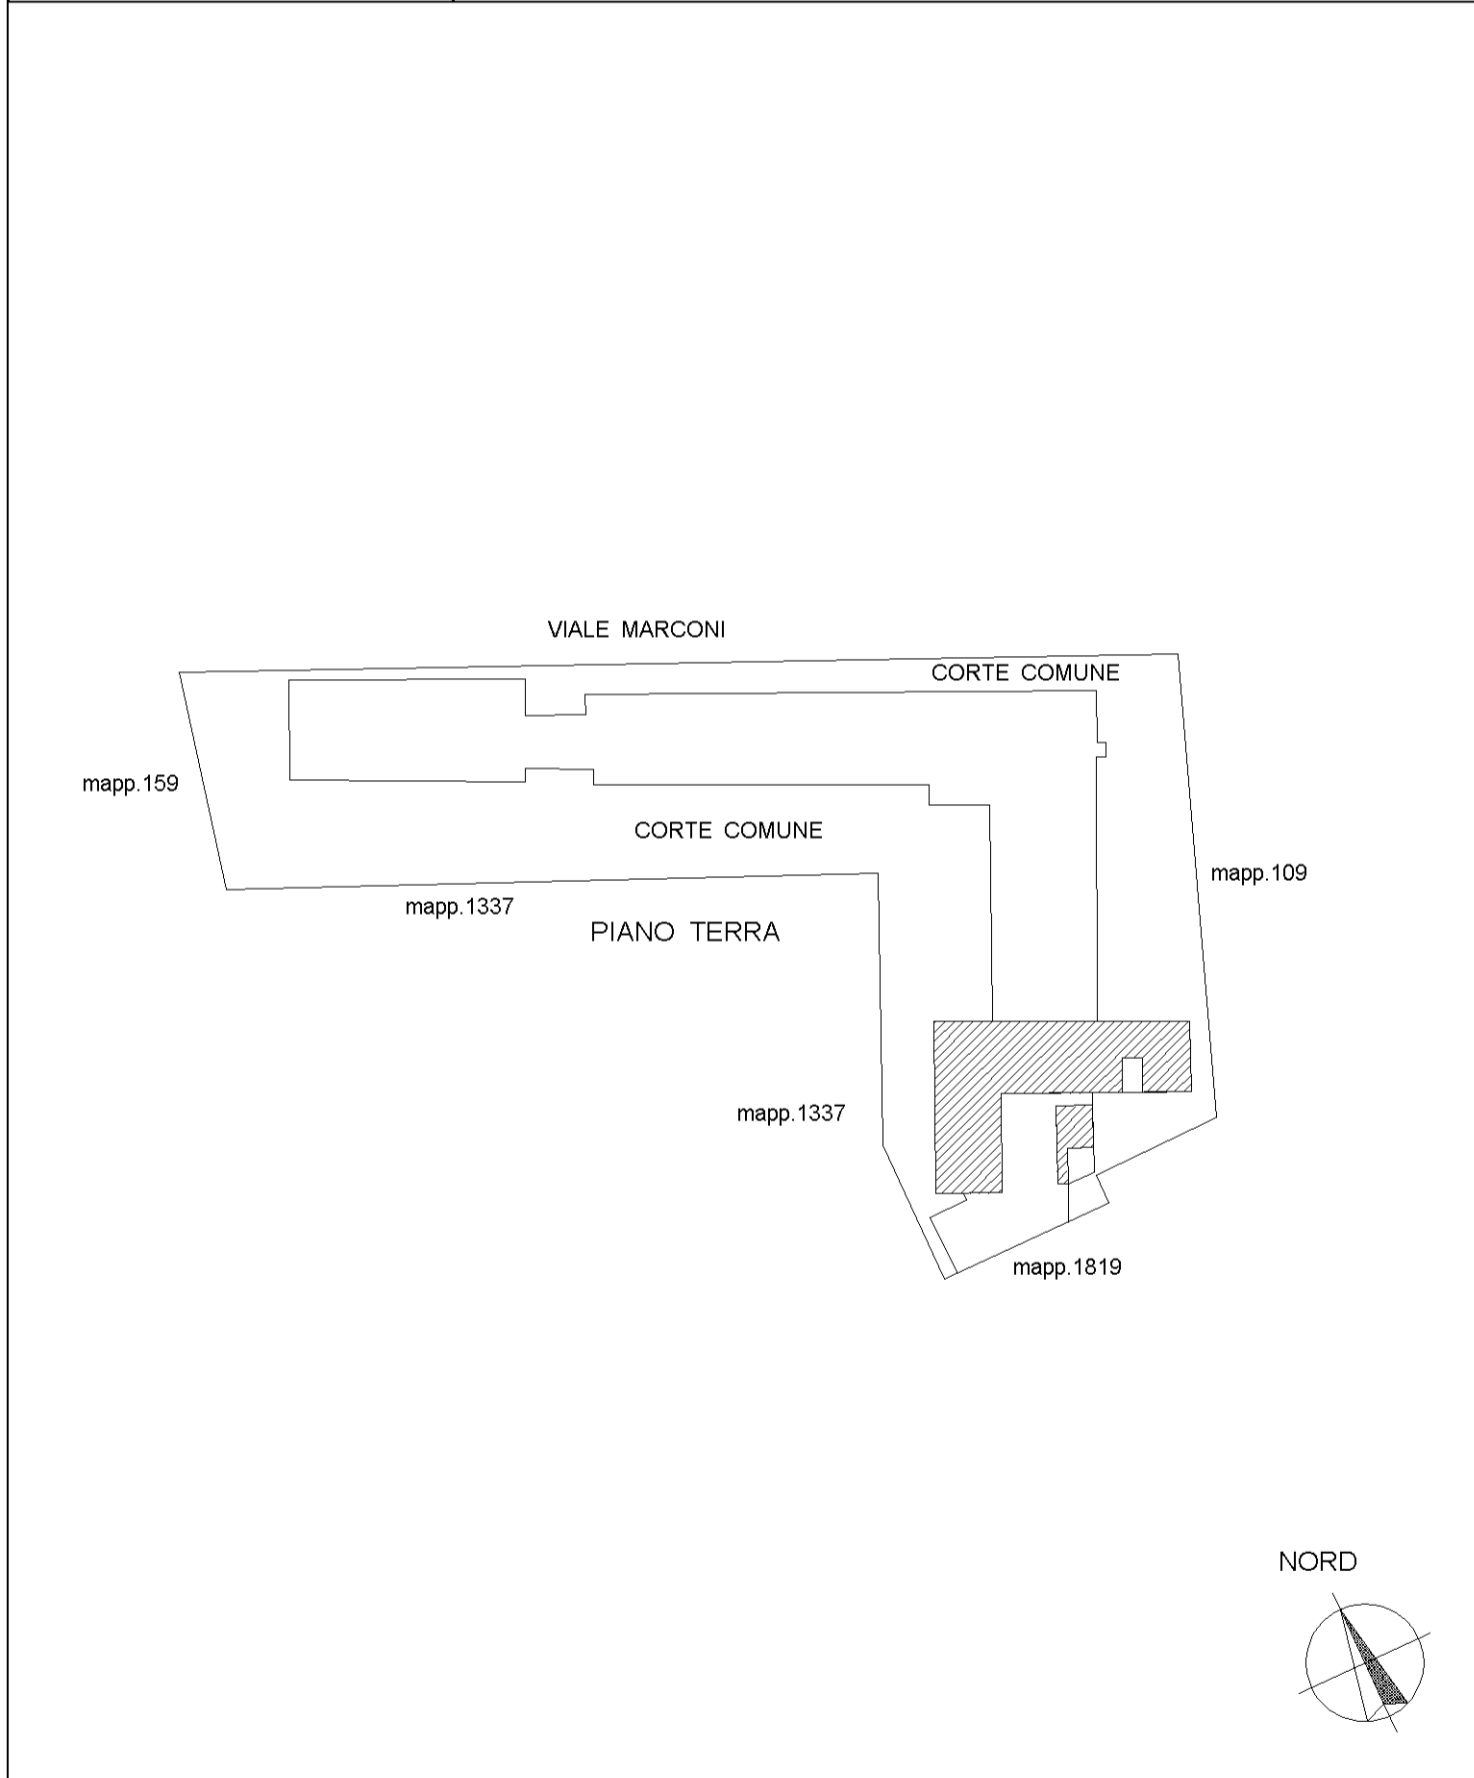 VIALE MARCONI
CORTE COMUNE
mapp.159
CORTE COMUNE
mapp.109
mapp.1337
PIANO TERRA
mapp.1337
mapp.1819
NORD